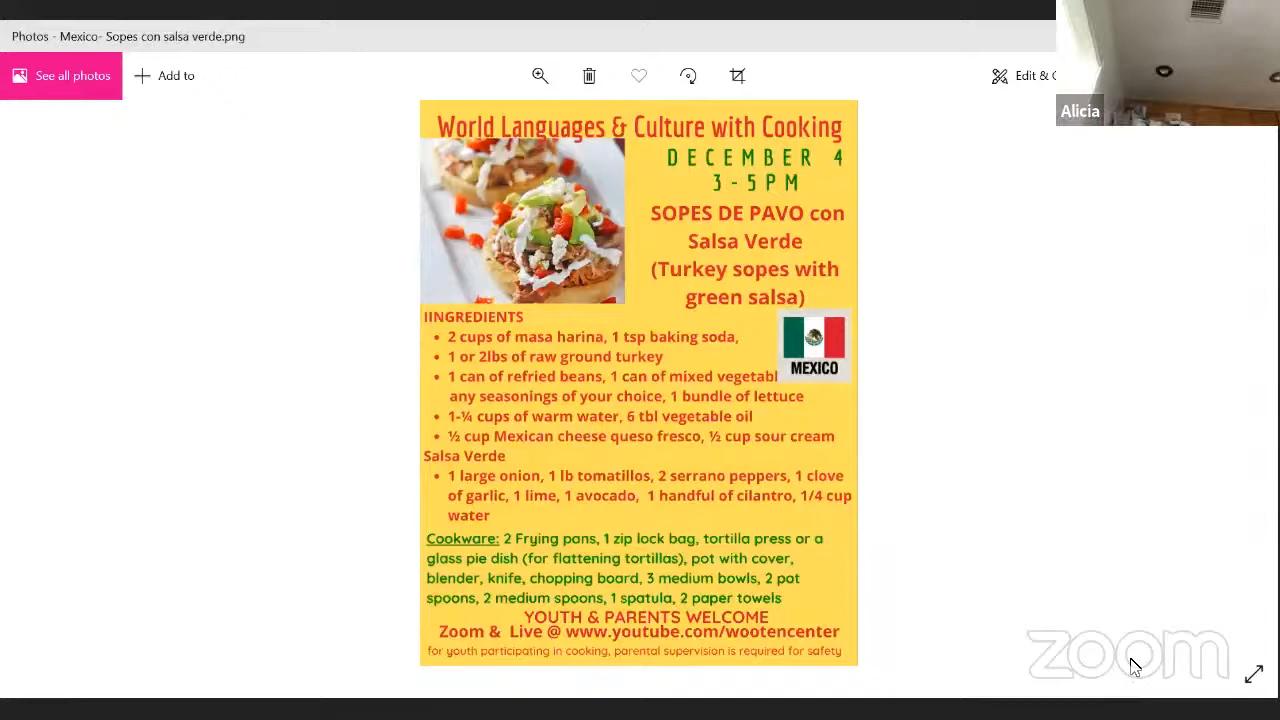 Photos - Mexico- Sopes con salsa verde.png
See all photos
Add to
Edit &
Alicia
World Languages & Culture with Cooking
DECEMBER 4
3-5PM
SOPES DE PAVO con
Salsa Verde
(Turkey sopes with
green salsa)
IINGREDIENTS
• 2 cups of masa harina, 1 tsp baking soda,
• 1 or 2lbs of raw ground turkey
• 1 can of refried beans, 1 can of mixed vegetabl
any seasonings of your choice, 1 bundle of lettuce
• 1-¼ cups of warm water, 6 tbl vegetable oil
• ½ cup Mexican cheese queso fresco, ½ cup sour cream
MEXICO
Salsa Verde
• 1 large onion, 1 lb tomatillos, 2 serrano peppers, 1 clove
of garlic, 1 lime, 1 avocado, 1 handful of cilantro, 1/4 cup
water
Cookware: 2 Frying pans, 1 zip lock bag, tortilla press or a
glass pie dish (for flattening tortillas), pot with cover,
blender, knife, chopping board, 3 medium bowls, 2 pot
spoons, 2 medium spoons, 1 spatula, 2 paper towels
YOUTH & PARENTS WELCOME
Zoom & Live @ www.youtube.com/wootencenter
for youth participating in cooking, parental supervision is required for safety
zoom